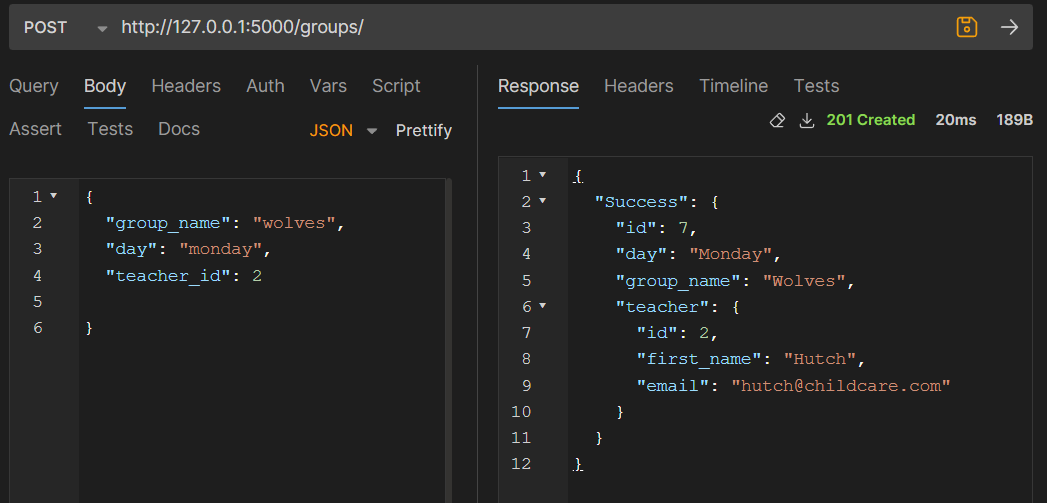 POST http://127.0.0.1:5000/groups/
Query Body Headers Auth Vars Script
Assert Tests Docs JSON Prettify
1 {
2 "group_name": "wolves",
3 "day": "monday",
4 "teacher_id": 2
5
6 }
Response Headers Timeline Tests
201 Created 20ms 189B
1 {
2 "Success": {
3 "id": 7,
4 "day": "Monday",
5 "group_name": "Wolves",
6 "teacher": {
7 "id": 2,
8 "first_name": "Hutch",
9 "email": "hutch@childcare.com"
10 }
11 }
12 }